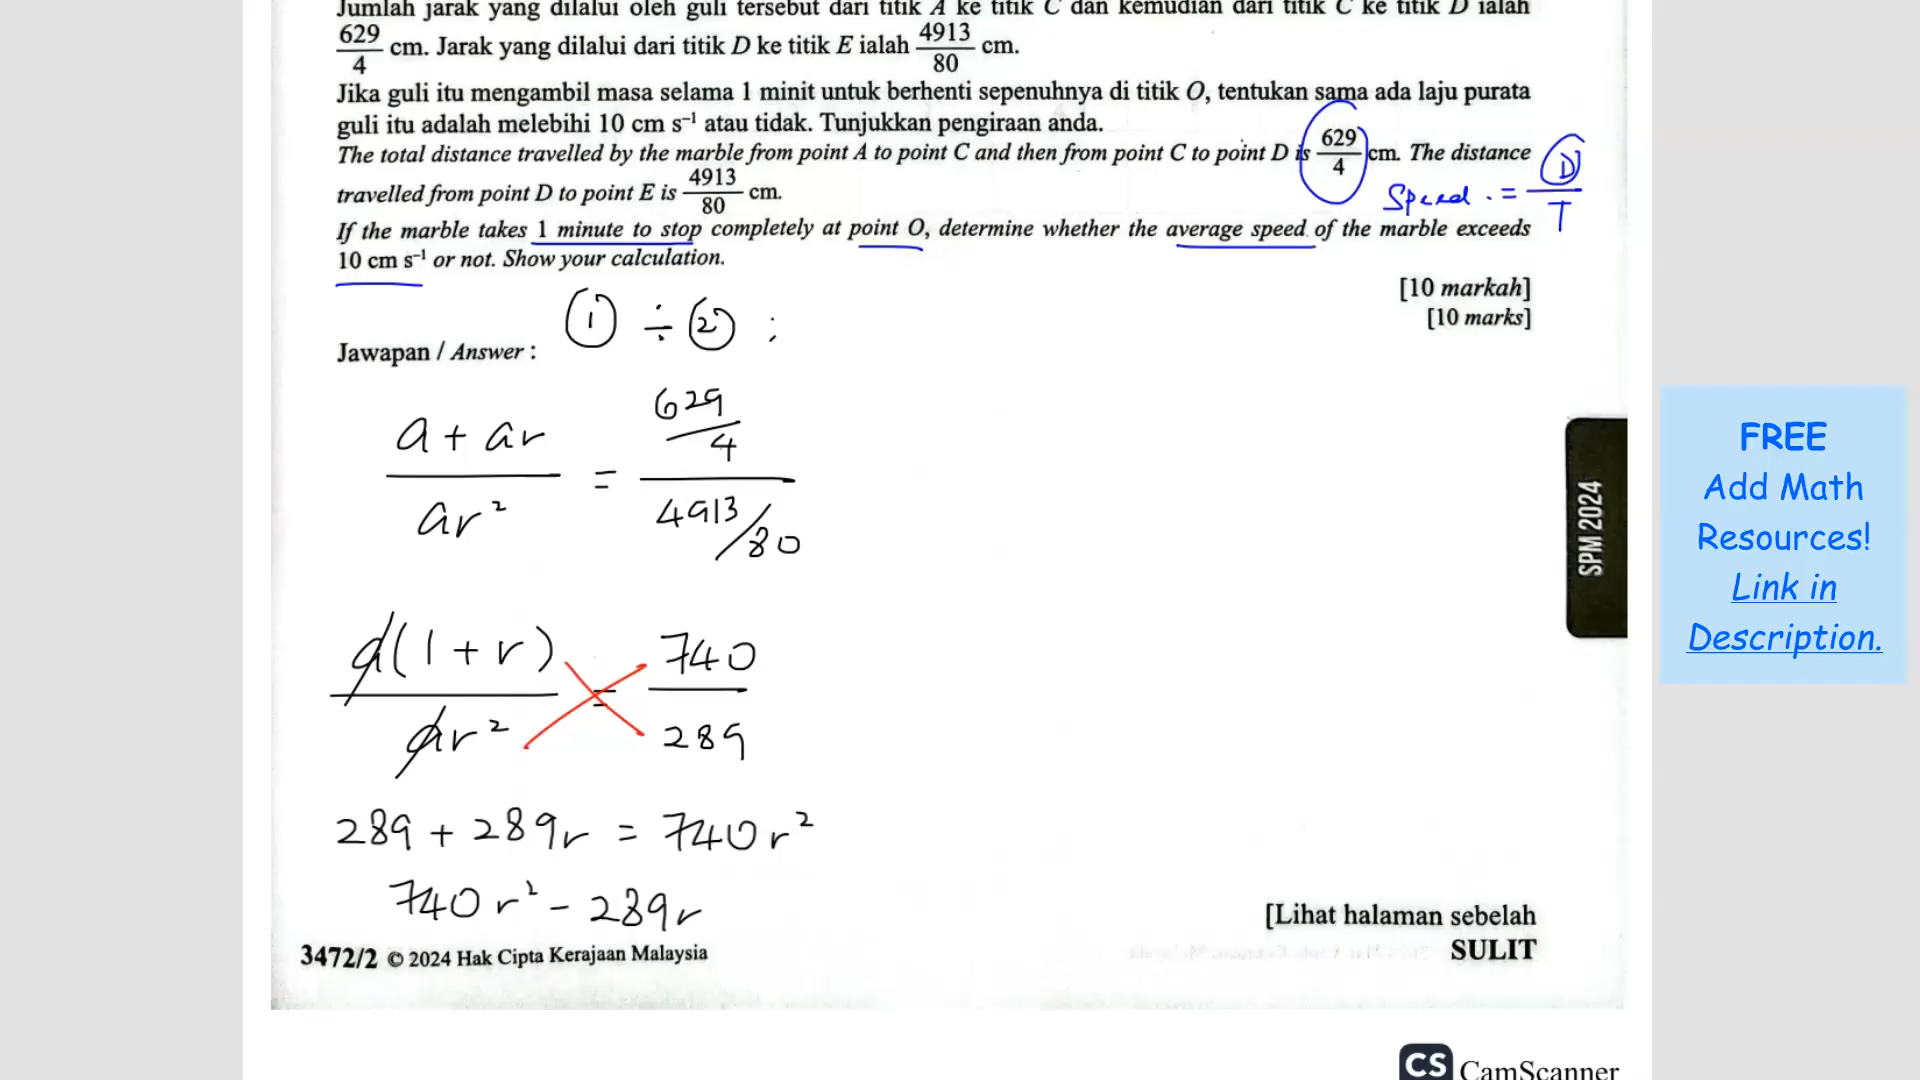 Jumlah jarak yang dilalui oleh guli tersebut dari titik A ke titik C dan kemudian dari titik C ke titik D ialah
629/4 cm. Jarak yang dilalui dari titik D ke titik E ialah 4913/80 cm.
Jika guli itu mengambil masa selama 1 minit untuk berhenti sepenuhnya di titik O, tentukan sama ada laju purata
guli itu adalah melebihi 10 cm s⁻¹ atau tidak. Tunjukkan pengiraan anda.
The total distance travelled by the marble from point A to point C and then from point C to point D is 629/4 cm. The distance
travelled from point D to point E is 4913/80 cm.
Speed = D/T
If the marble takes 1 minute to stop completely at point O, determine whether the average speed of the marble exceeds
10 cm s⁻¹ or not. Show your calculation.
[10 markah]
[10 marks]
① ÷ ② :
Jawapan / Answer :
(a + ar)/(ar²) = (629/4)/(4913/80)
a(1 + r)/ar² = 740/289
289 + 289r = 740r²
740r² - 289r
[Lihat halaman sebelah
3472/2 © 2024 Hak Cipta Kerajaan Malaysia
SULIT
SPM 2024
FREE
Add Math
Resources!
Link in
Description.
CS CamScanner